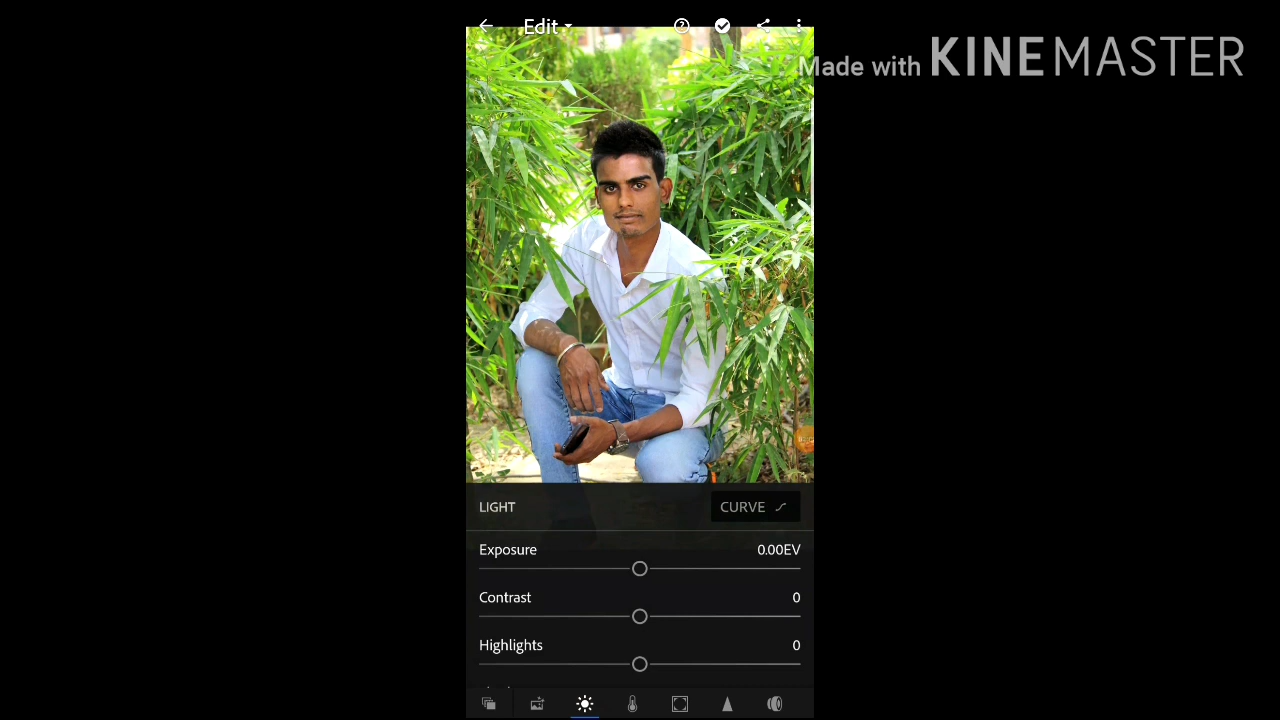 Edit
Made with KINEMASTER
LIGHT
CURVE
Exposure 0.00EV
Contrast 0
Highlights 0